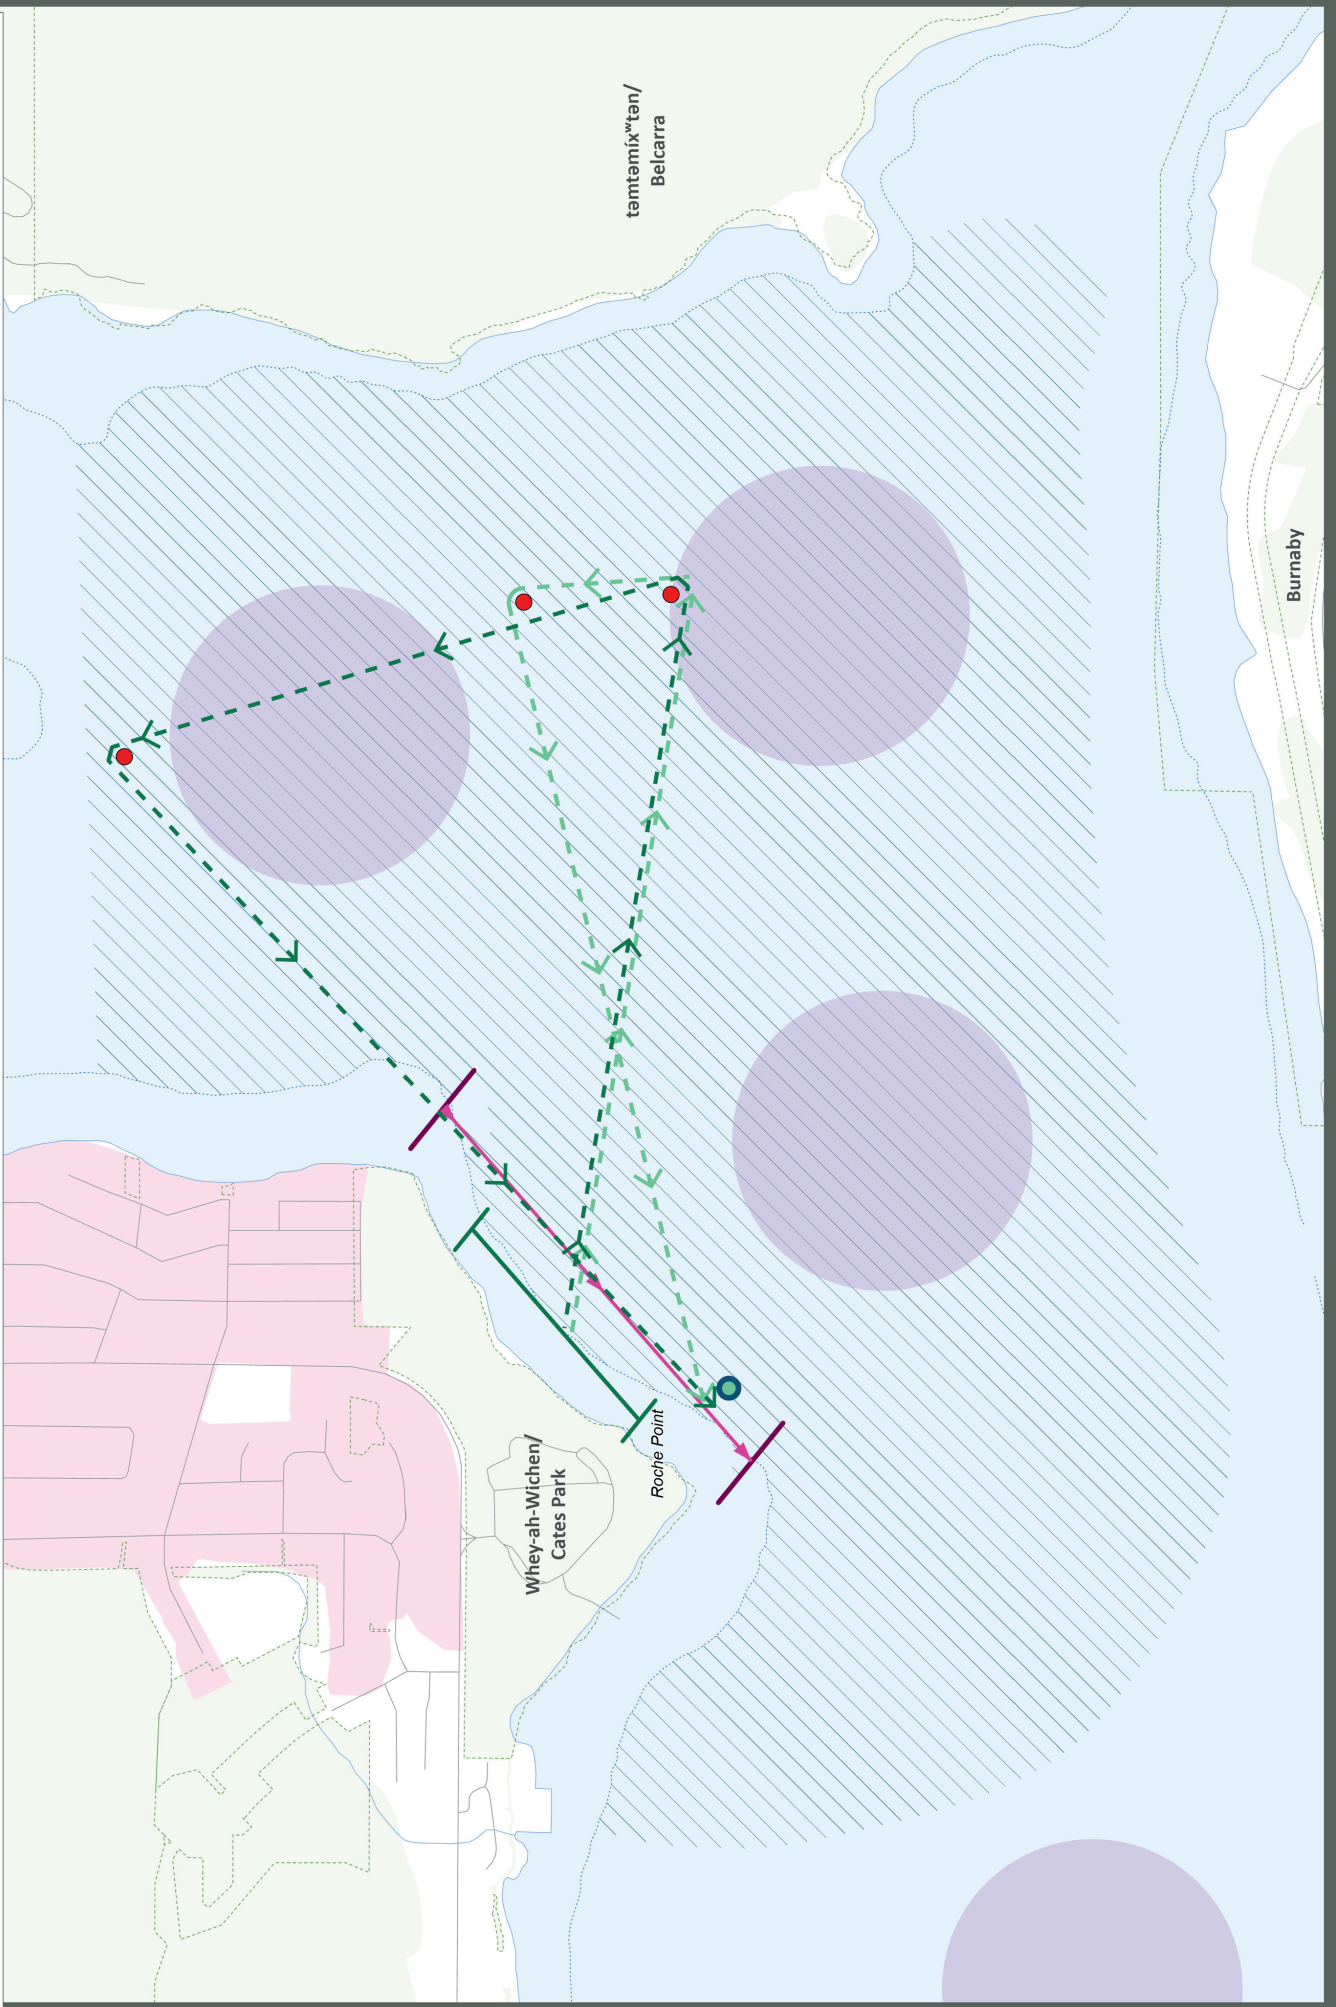 təmtəmíxʷtən/
Belcarra
Burnaby
Roche Point
Whey-ah-Wichen/
Cates Park